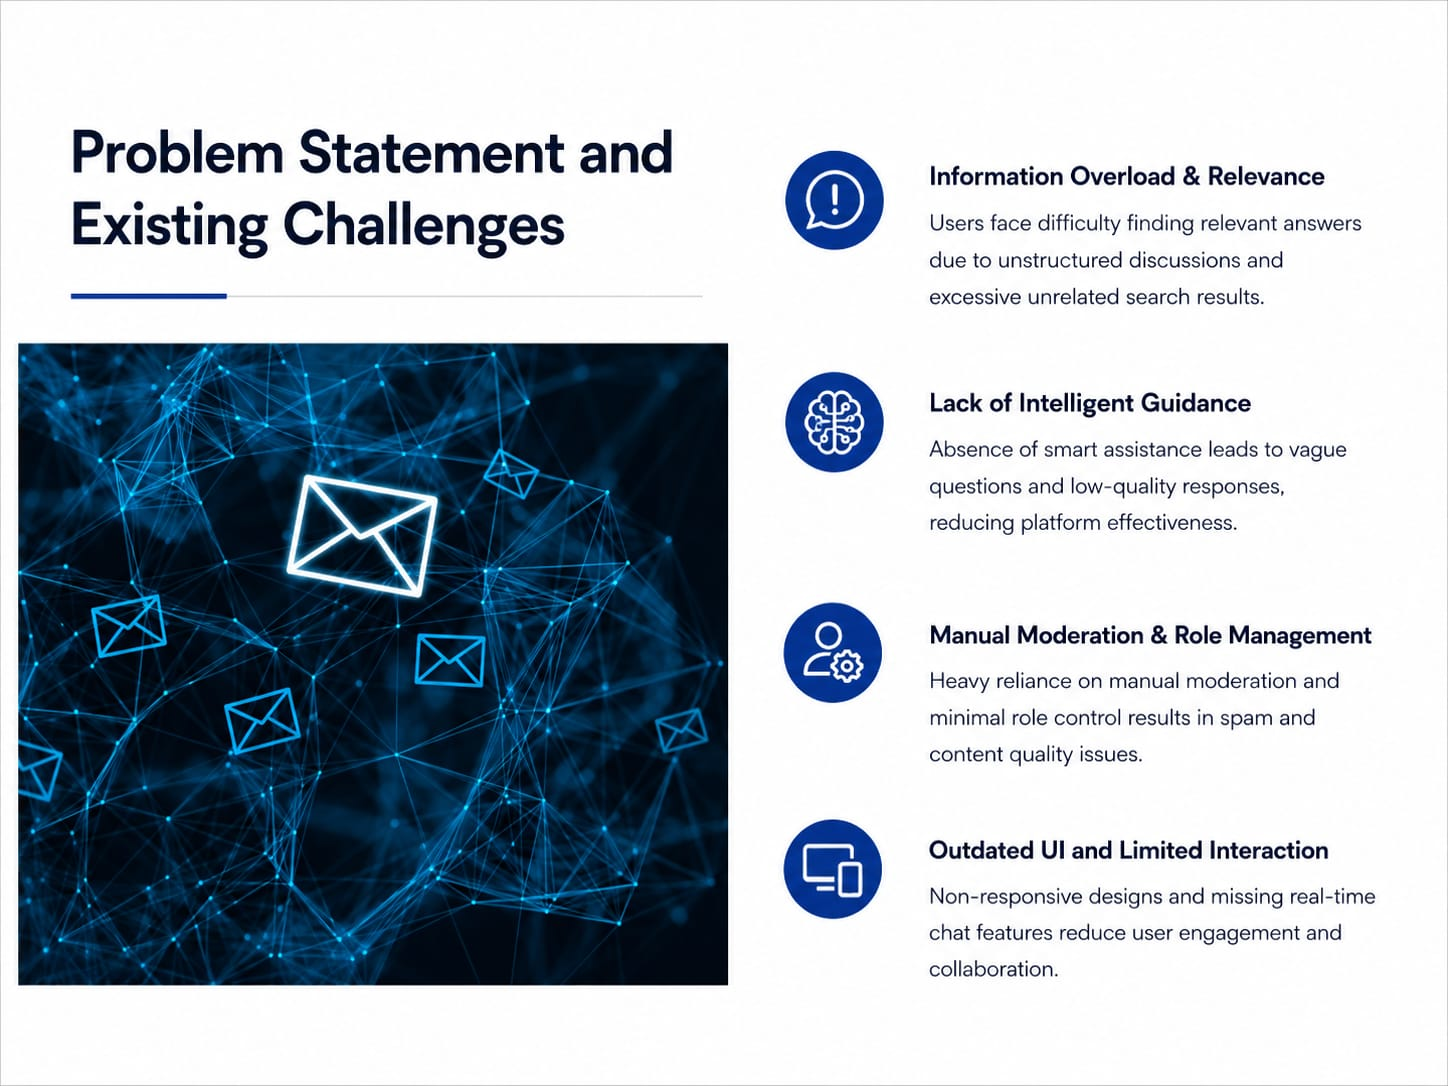 Problem Statement and
Existing Challenges
Information Overload & Relevance
Users face difficulty finding relevant answers
due to unstructured discussions and
excessive unrelated search results.
Lack of Intelligent Guidance
Absence of smart assistance leads to vague
questions and low-quality responses,
reducing platform effectiveness.
Manual Moderation & Role Management
Heavy reliance on manual moderation and
minimal role control results in spam and
content quality issues.
Outdated UI and Limited Interaction
Non-responsive designs and missing real-time
chat features reduce user engagement and
collaboration.